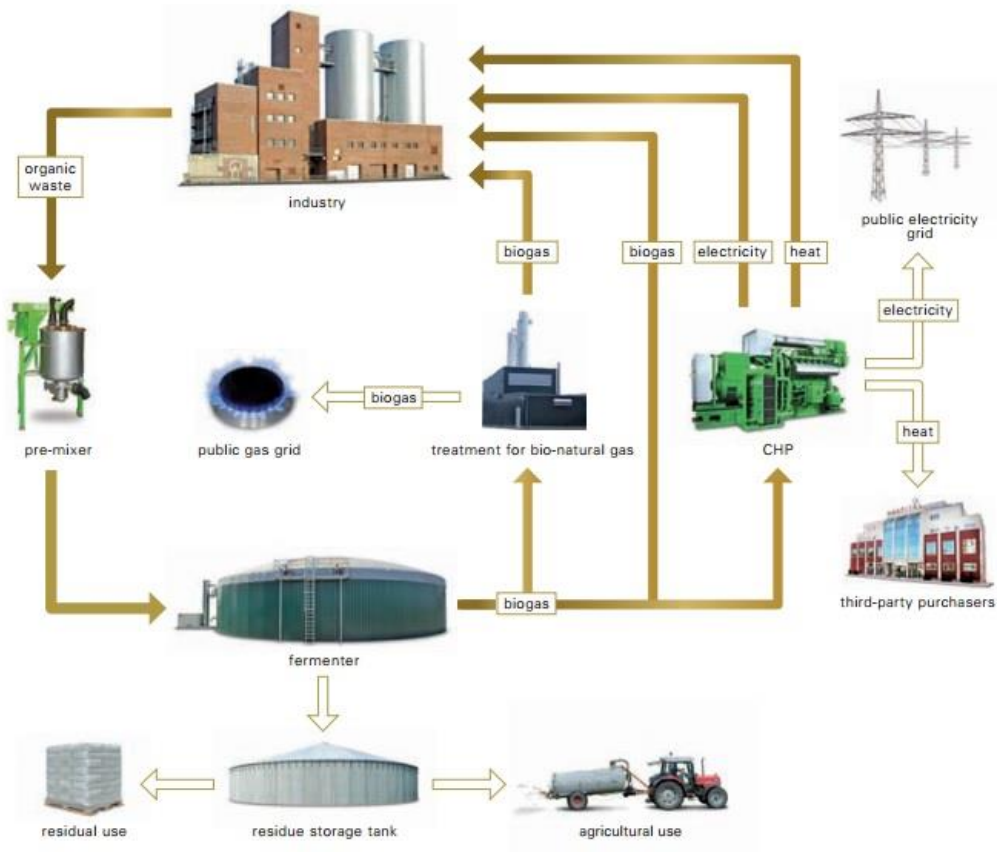 organic
waste
industry
biogas
biogas
electricity
heat
public electricity
grid
electricity
pre-mixer
public gas grid
biogas
treatment for bio-natural gas
CHP
heat
third-party purchasers
biogas
fermenter
residual use
residue storage tank
agricultural use